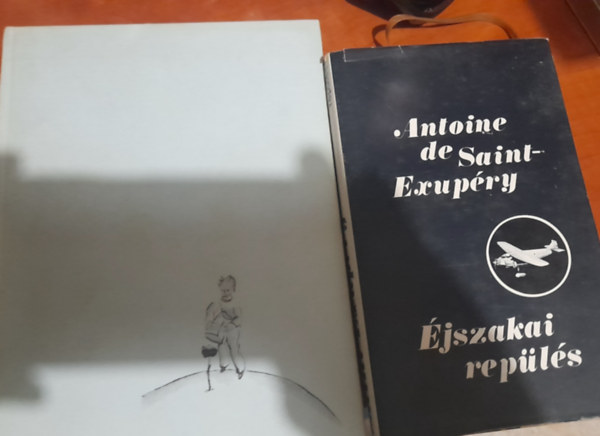 Antoine
de Saint-
Exupéry
Éjszakai
repülés